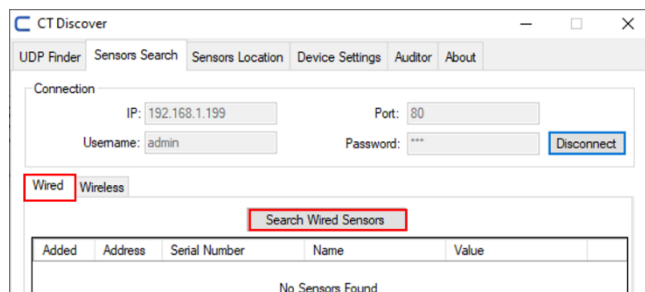 CT Discover
UDP Finder Sensors Search Sensors Location Device Settings Auditor About
Connection
IP: 192.168.1.199 Port: 80
Username: admin Password: *** Disconnect
Wired Wireless
Search Wired Sensors
Added Address Serial Number Name Value
No Sensors Found